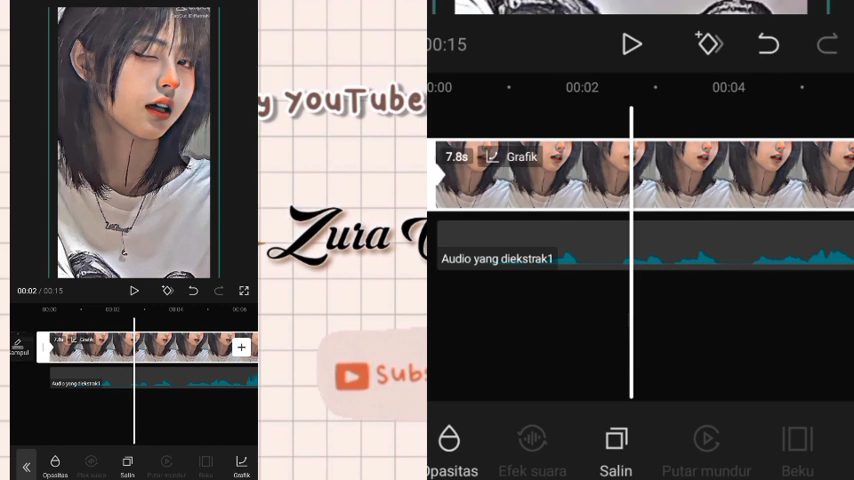 y YouTube
Zura
Subs
00:02 / 00:15
00:00 00:02 00:04 00:06
7.8s Grafik
ampul
Audio yang diekstrak1
Opasitas Efek suara Salin Putar mundur Beku Grafik
00:15
0:00 00:02 00:04
7.8s Grafik
Audio yang diekstrak1
Opasitas Efek suara Salin Putar mundur Beku